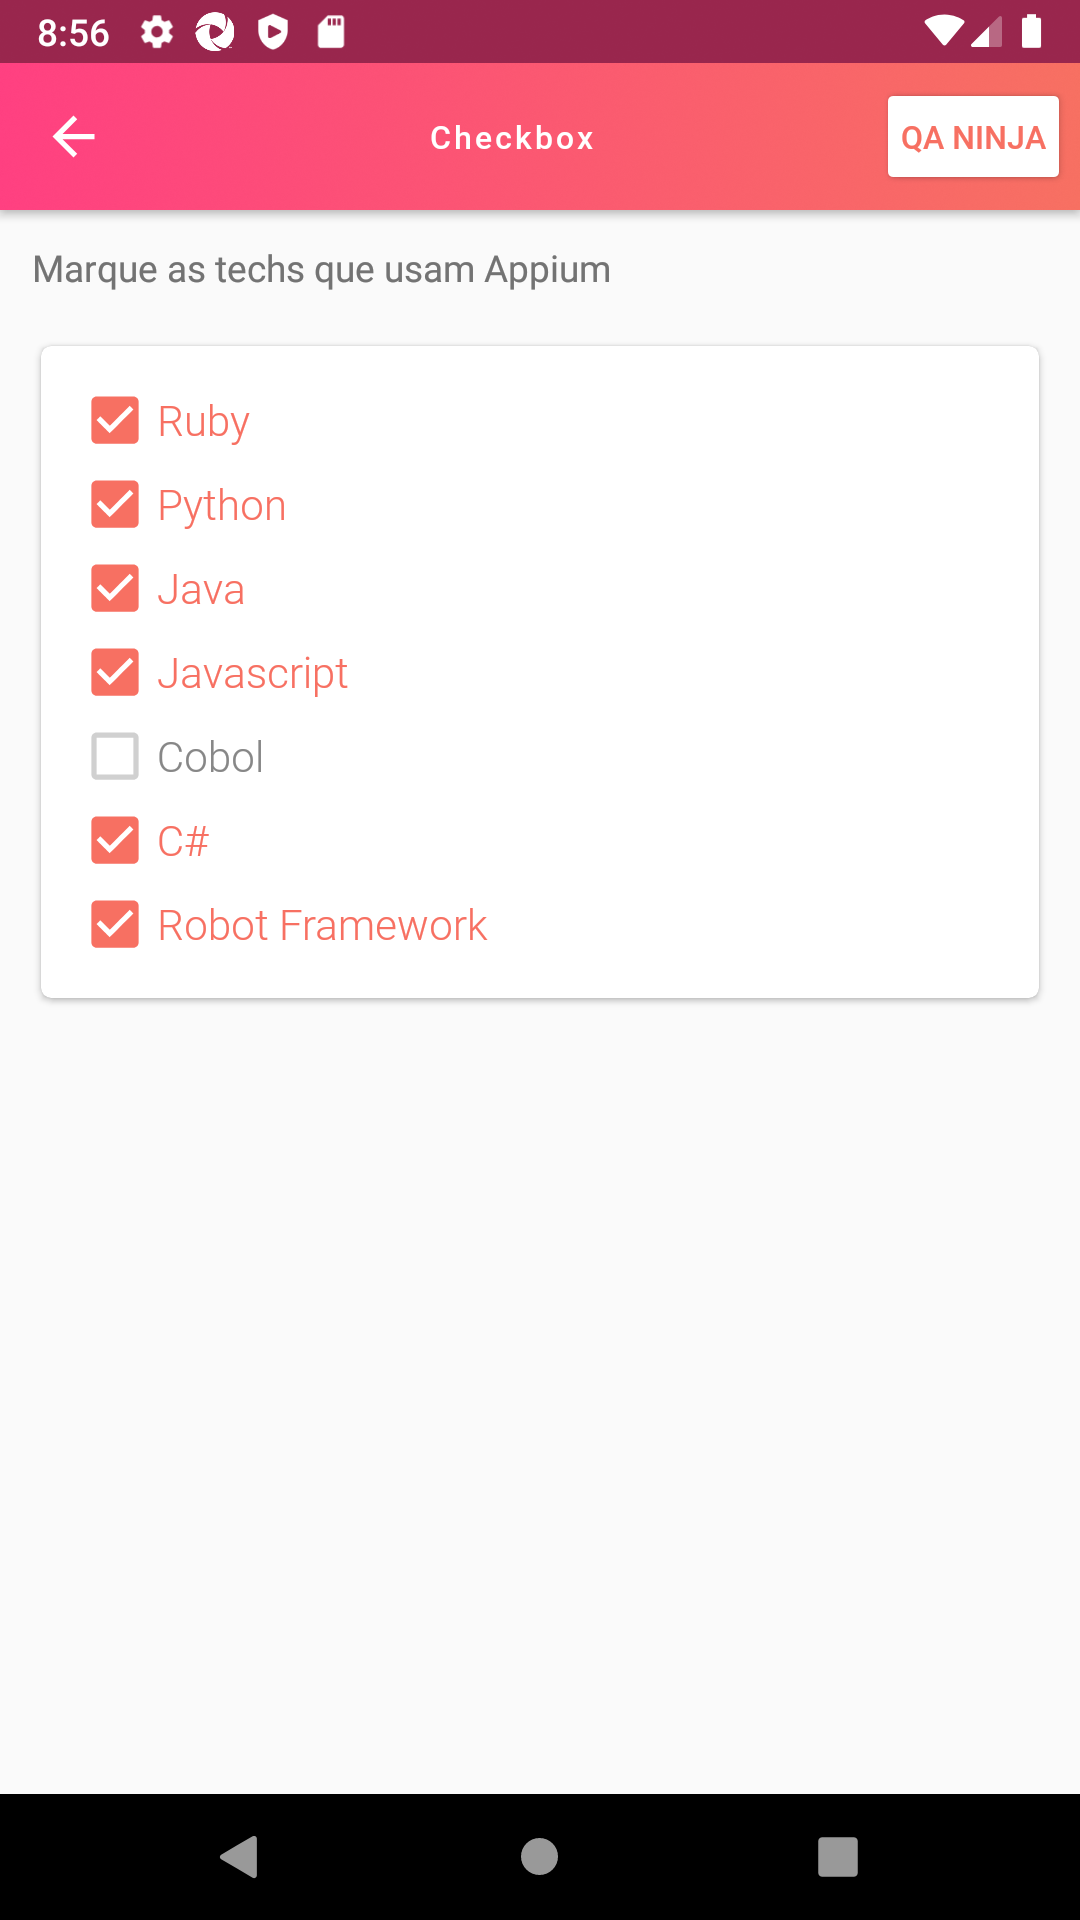 8:56
Checkbox
QA NINJA
Marque as techs que usam Appium
Ruby
Python
Java
Javascript
Cobol
C#
Robot Framework